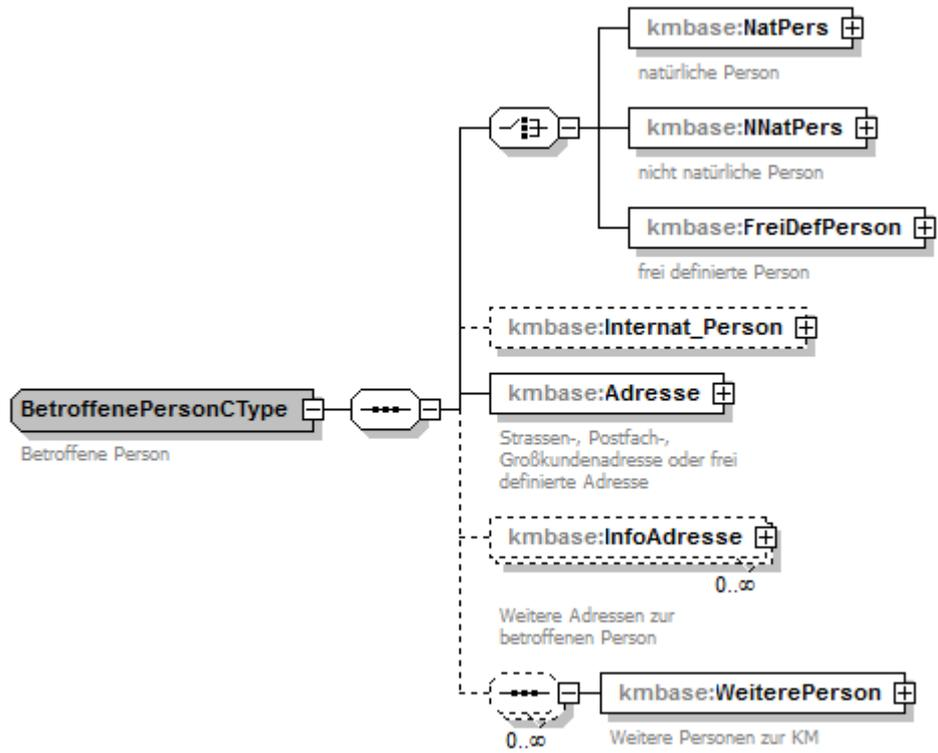 kmbase:NatPers
natürliche Person
kmbase:NNatPers
nicht natürliche Person
kmbase:FreiDefPerson
frei definierte Person
kmbase:Internat_Person
BetroffenePersonCType
Betroffene Person
kmbase:Adresse
Strassen-, Postfach-,
Großkundenadresse oder frei
definierte Adresse
kmbase:InfoAdresse
0..∞
Weitere Adressen zur
betroffenen Person
kmbase:WeiterePerson
0..∞
Weitere Personen zur KM